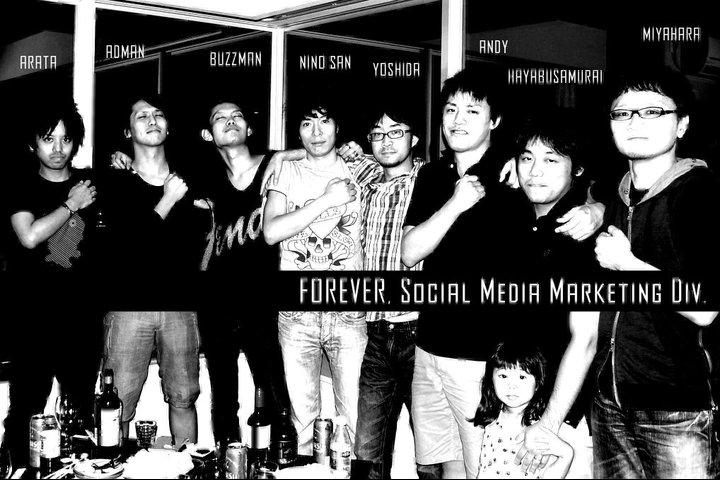 ARATA
ADMAN
BUZZMAN
NINO SAN
YOSHIDA
ANDY
HAYABUSAMURAI
MIYAHARA
FOREVER, SOCIAL MEDIA MARKETING DIV.